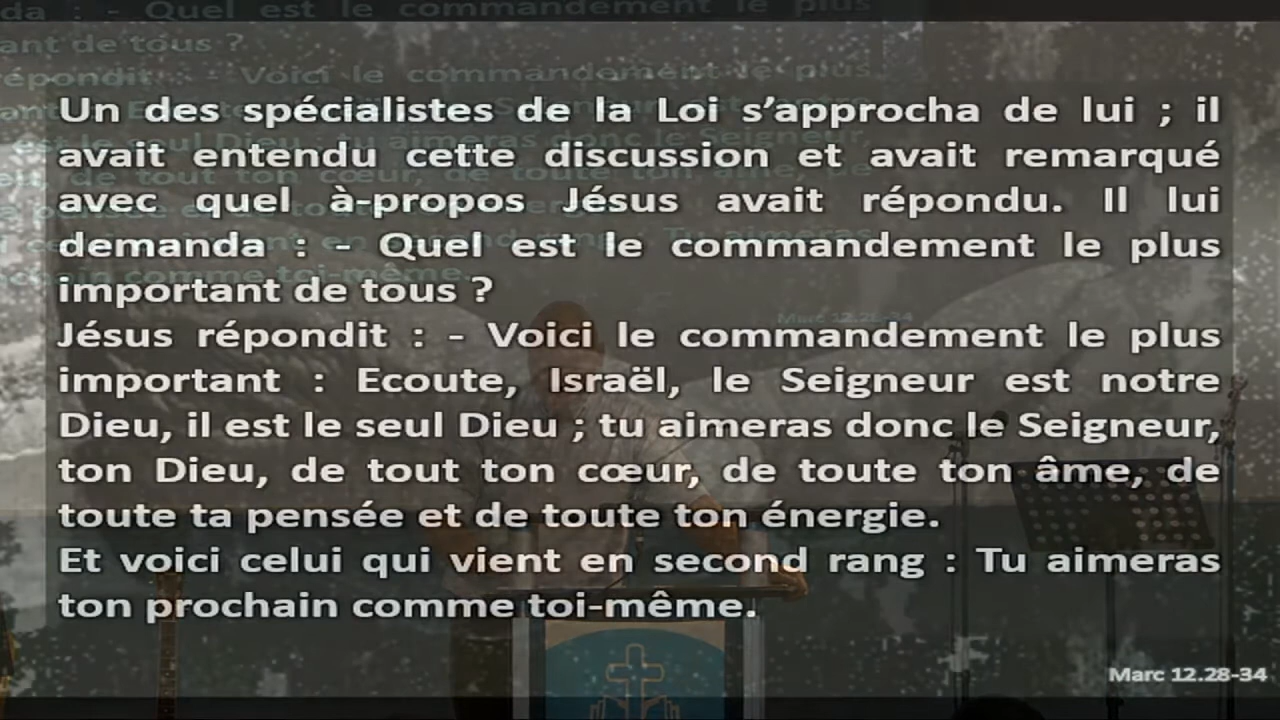 Un des spécialistes de la Loi s’approcha de lui ; il
avait entendu cette discussion et avait remarqué
avec quel à-propos Jésus avait répondu. Il lui
demanda : - Quel est le commandement le plus
important de tous ?
Jésus répondit : - Voici le commandement le plus
important : Ecoute, Israël, le Seigneur est notre
Dieu, il est le seul Dieu ; tu aimeras donc le Seigneur,
ton Dieu, de tout ton cœur, de toute ton âme, de
toute ta pensée et de toute ton énergie.
Et voici celui qui vient en second rang : Tu aimeras
ton prochain comme toi-même.
Marc 12.28-34